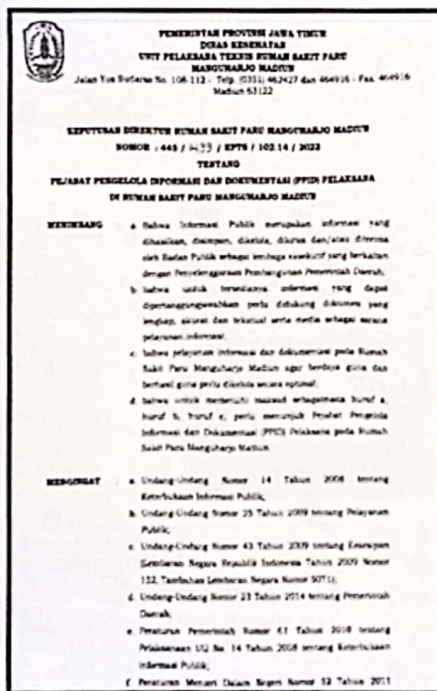 PEMERINTAH PROVINSI JAWA TIMUR
DINAS KESEHATAN
UNIT PELAKSANA TEKNIS RUMAH SAKIT PARU
MANGUHARJO MADIUN
Jalan Yos Sudarso No. 108-112 - Telp. (0351) 462427 dan 464916 - Fax. 464916
Madiun 63122
KEPUTUSAN DIREKTUR RUMAH SAKIT PARU MANGUHARJO MADIUN
NOMOR : 445 / / KPTS / 102.14 / 2023
TENTANG
PEJABAT PENGELOLA INFORMASI DAN DOKUMENTASI (PPID) PELAKSANA
DI RUMAH SAKIT PARU MANGUHARJO MADIUN
MENIMBANG : a. Bahwa Informasi Publik merupakan informasi yang
dihasilkan, disimpan, dikelola, dikirim dan/atau diterima
oleh Badan Publik sebagai lembaga eksekutif yang berkaitan
dengan Penyelenggaraan Pembangunan Pemerintah Daerah;
b. bahwa untuk tersedianya informasi yang dapat
dipertanggungjawabkan perlu didukung dokumen yang
lengkap, akurat dan faktual serta media sebagai sarana
pelayanan informasi;
c. bahwa pelayanan informasi dan dokumentasi pada Rumah
Sakit Paru Manguharjo Madiun agar berdaya guna dan
berhasil guna perlu dikelola secara optimal;
d. bahwa untuk memenuhi maksud sebagaimana huruf a,
huruf b, huruf c, perlu menunjuk Pejabat Pengelola
Informasi dan Dokumentasi (PPID) Pelaksana pada Rumah
Sakit Paru Manguharjo Madiun
MENGINGAT : a. Undang-Undang Nomor 14 Tahun 2008 tentang
Keterbukaan Informasi Publik;
b. Undang-Undang Nomor 25 Tahun 2009 tentang Pelayanan
Publik;
c. Undang-Undang Nomor 43 Tahun 2009 tentang Kearsipan
(Lembaran Negara Republik Indonesia Tahun 2009 Nomor
152, Tambahan Lembaran Negara Nomor 5071);
d. Undang-Undang Nomor 23 Tahun 2014 tentang Pemerintah
Daerah;
e. Peraturan Pemerintah Nomor 61 Tahun 2010 tentang
Pelaksanaan UU No. 14 Tahun 2008 tentang Keterbukaan
Informasi Publik;
f. Peraturan Menteri Dalam Negeri Nomor 52 Tahun 2011